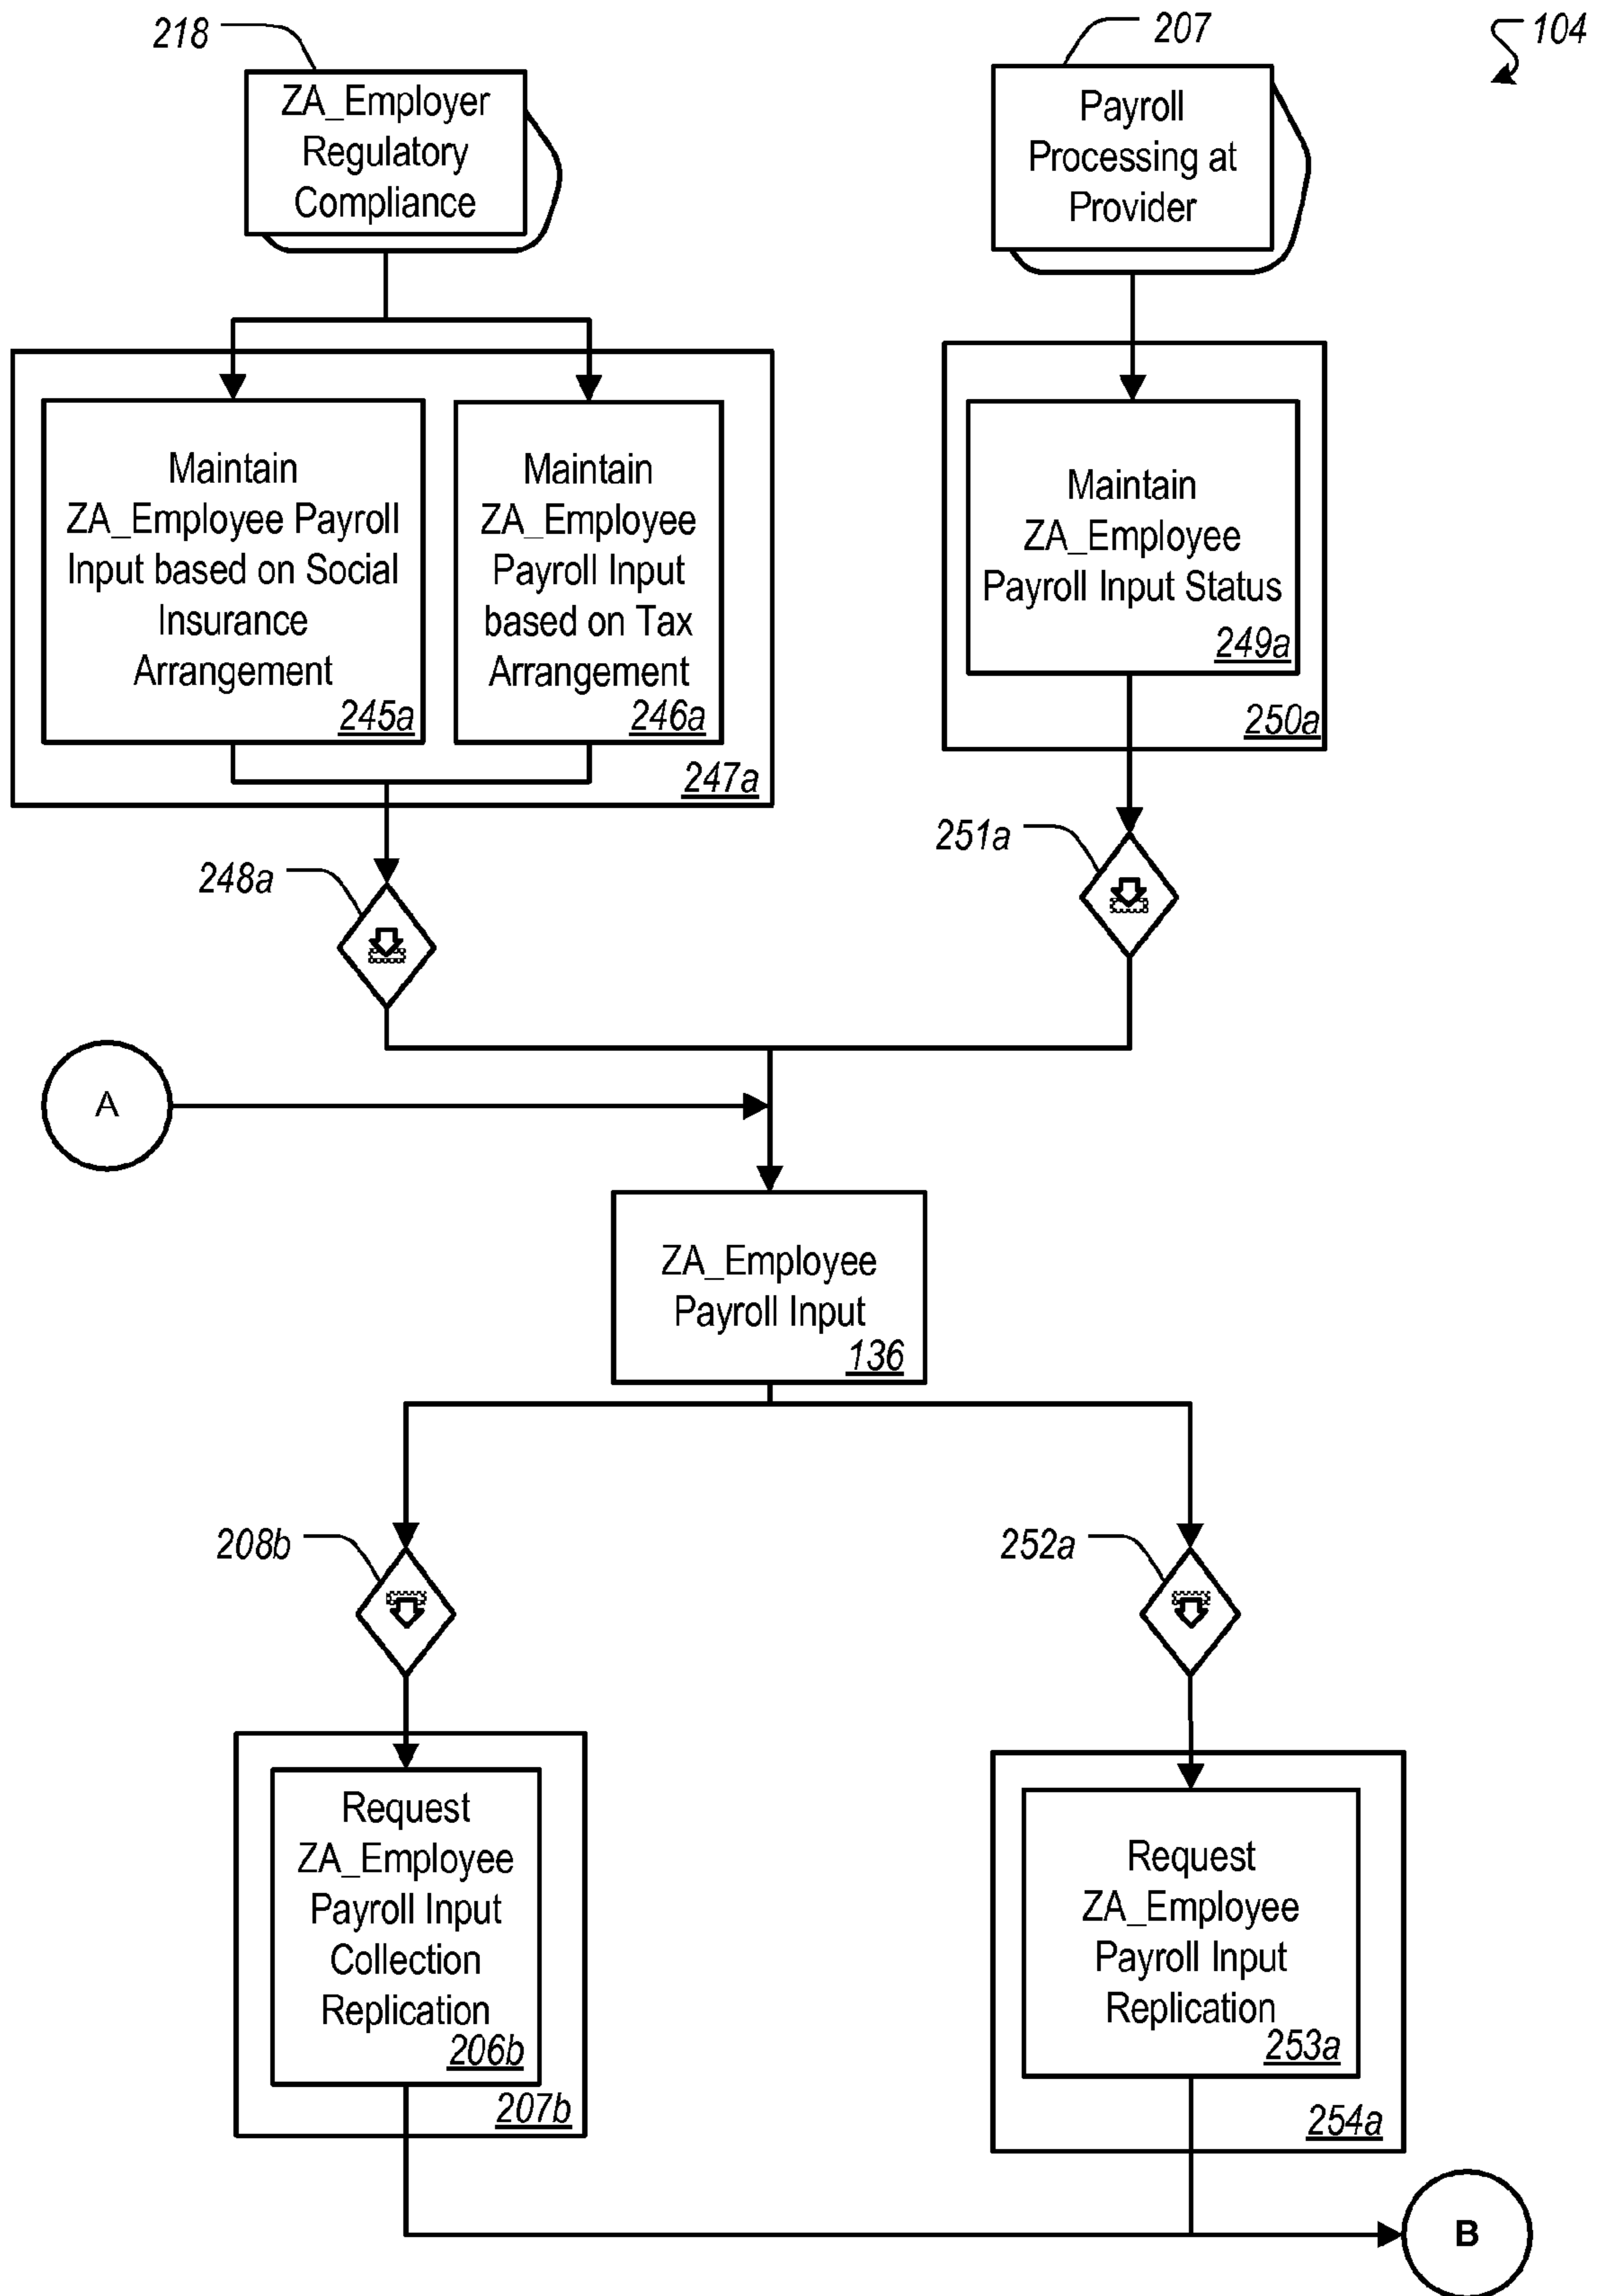 218
ZA_Employer
Regulatory
Compliance
207
Payroll
Processing at
Provider
104
Maintain
ZA_Employee Payroll
Input based on Social
Insurance
Arrangement
245a
Maintain
ZA_Employee
Payroll Input
based on Tax
Arrangement
246a
247a
Maintain
ZA_Employee
Payroll Input Status
249a
250a
248a
251a
A
ZA_Employee
Payroll Input
136
208b
252a
Request
ZA_Employee
Payroll Input
Collection
Replication
206b
207b
Request
ZA_Employee
Payroll Input
Replication
253a
254a
B